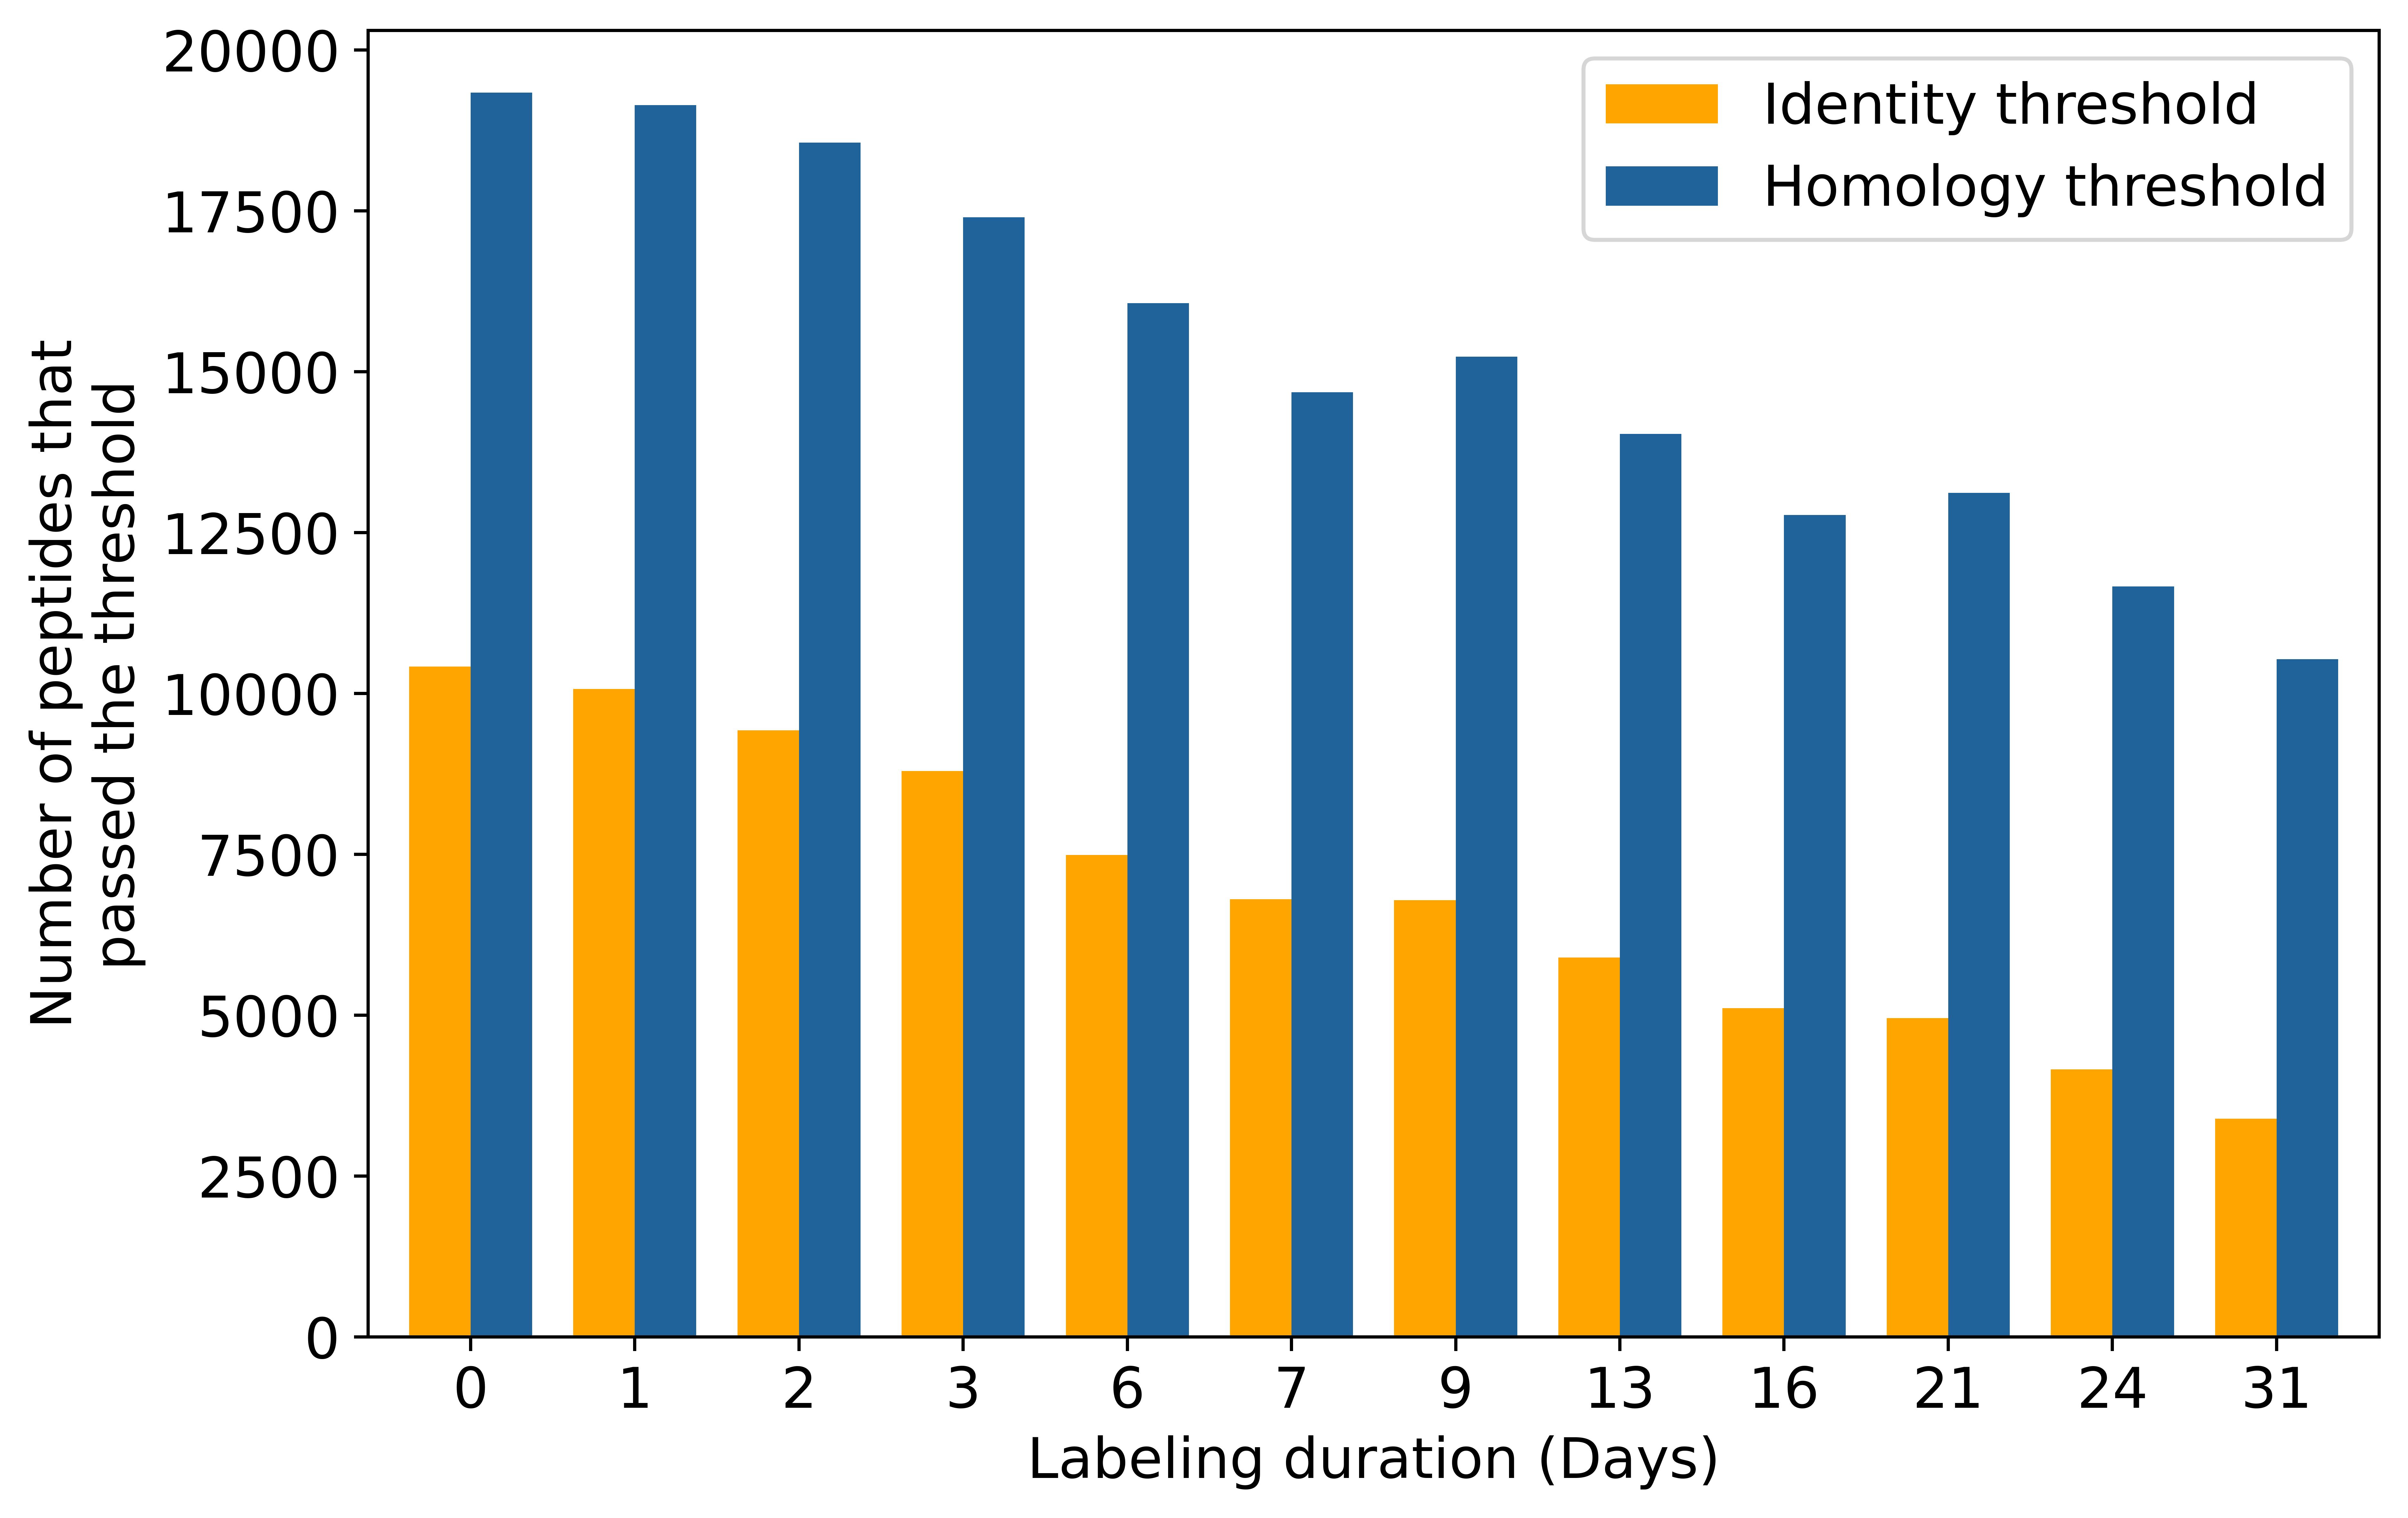 Number of peptides that
passed the threshold
20000
17500
15000
12500
10000
7500
5000
2500
0
Identity threshold
Homology threshold
0 1 2 3 6 7 9 13 16 21 24 31
Labeling duration (Days)